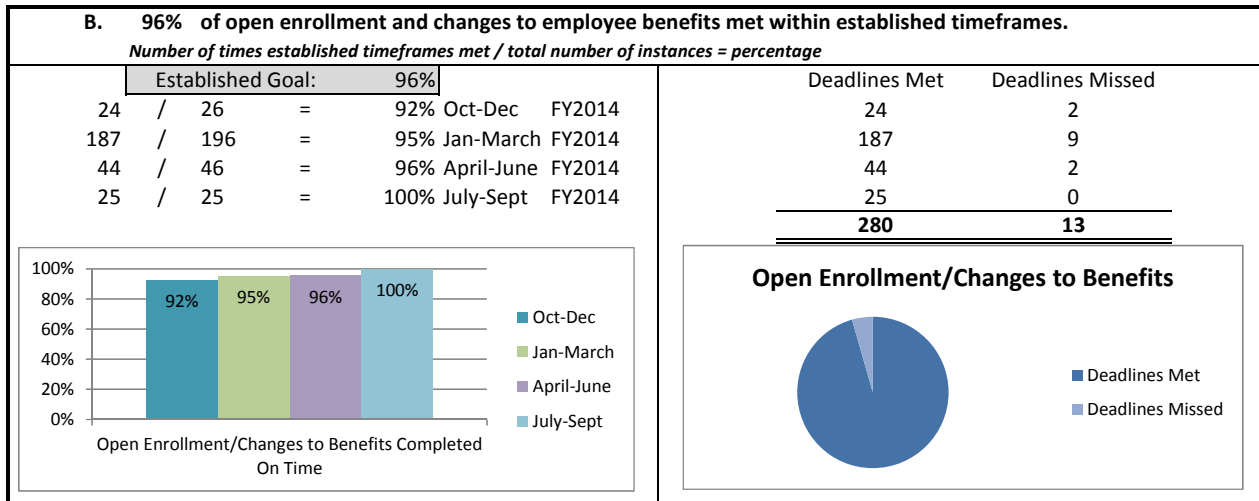 B. 96% of open enrollment and changes to employee benefits met within established timeframes.
Number of times established timeframes met / total number of instances = percentage
Established Goal: 96%
24 / 26 = 92% Oct-Dec FY2014
187 / 196 = 95% Jan-March FY2014
44 / 46 = 96% April-June FY2014
25 / 25 = 100% July-Sept FY2014
Deadlines Met Deadlines Missed
24 2
187 9
44 2
25 0
280 13
100%
80%
60%
40%
20%
0%
92% 95% 96% 100%
Oct-Dec
Jan-March
April-June
July-Sept
Open Enrollment/Changes to Benefits Completed
On Time
Open Enrollment/Changes to Benefits
Deadlines Met
Deadlines Missed